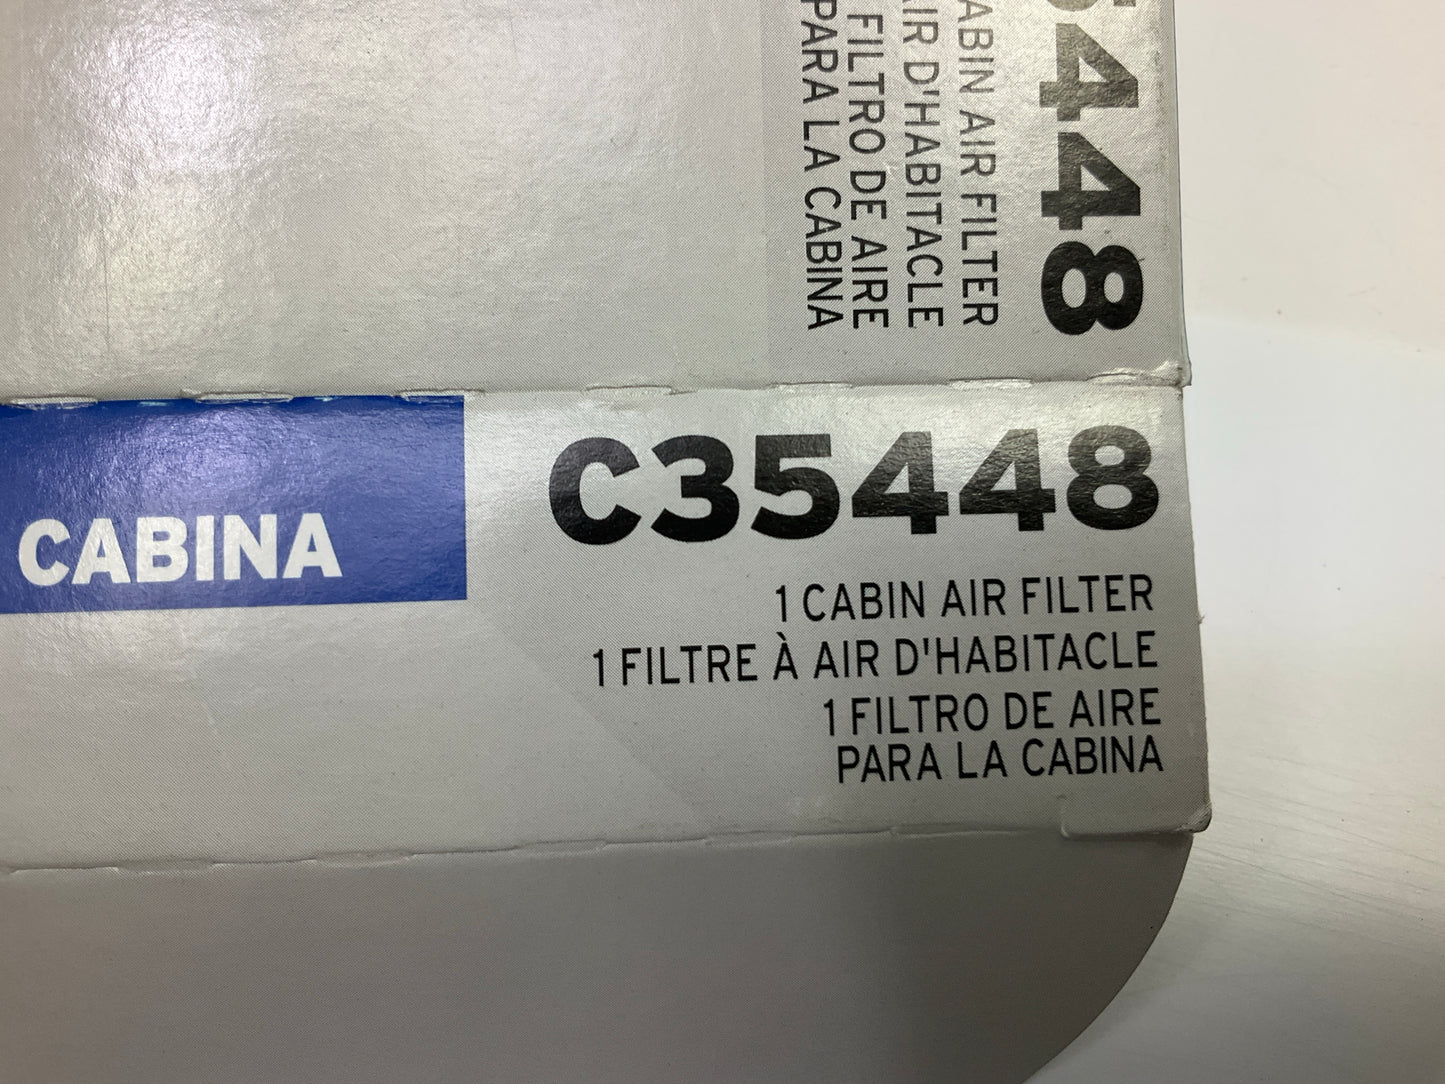 448
ABIN AIR FILTER
AIR D'HABITACLE
FILTRO DE AIRE
PARA LA CABINA
CABINA
C35448
1 CABIN AIR FILTER
1 FILTRE À AIR D'HABITACLE
1 FILTRO DE AIRE
PARA LA CABINA